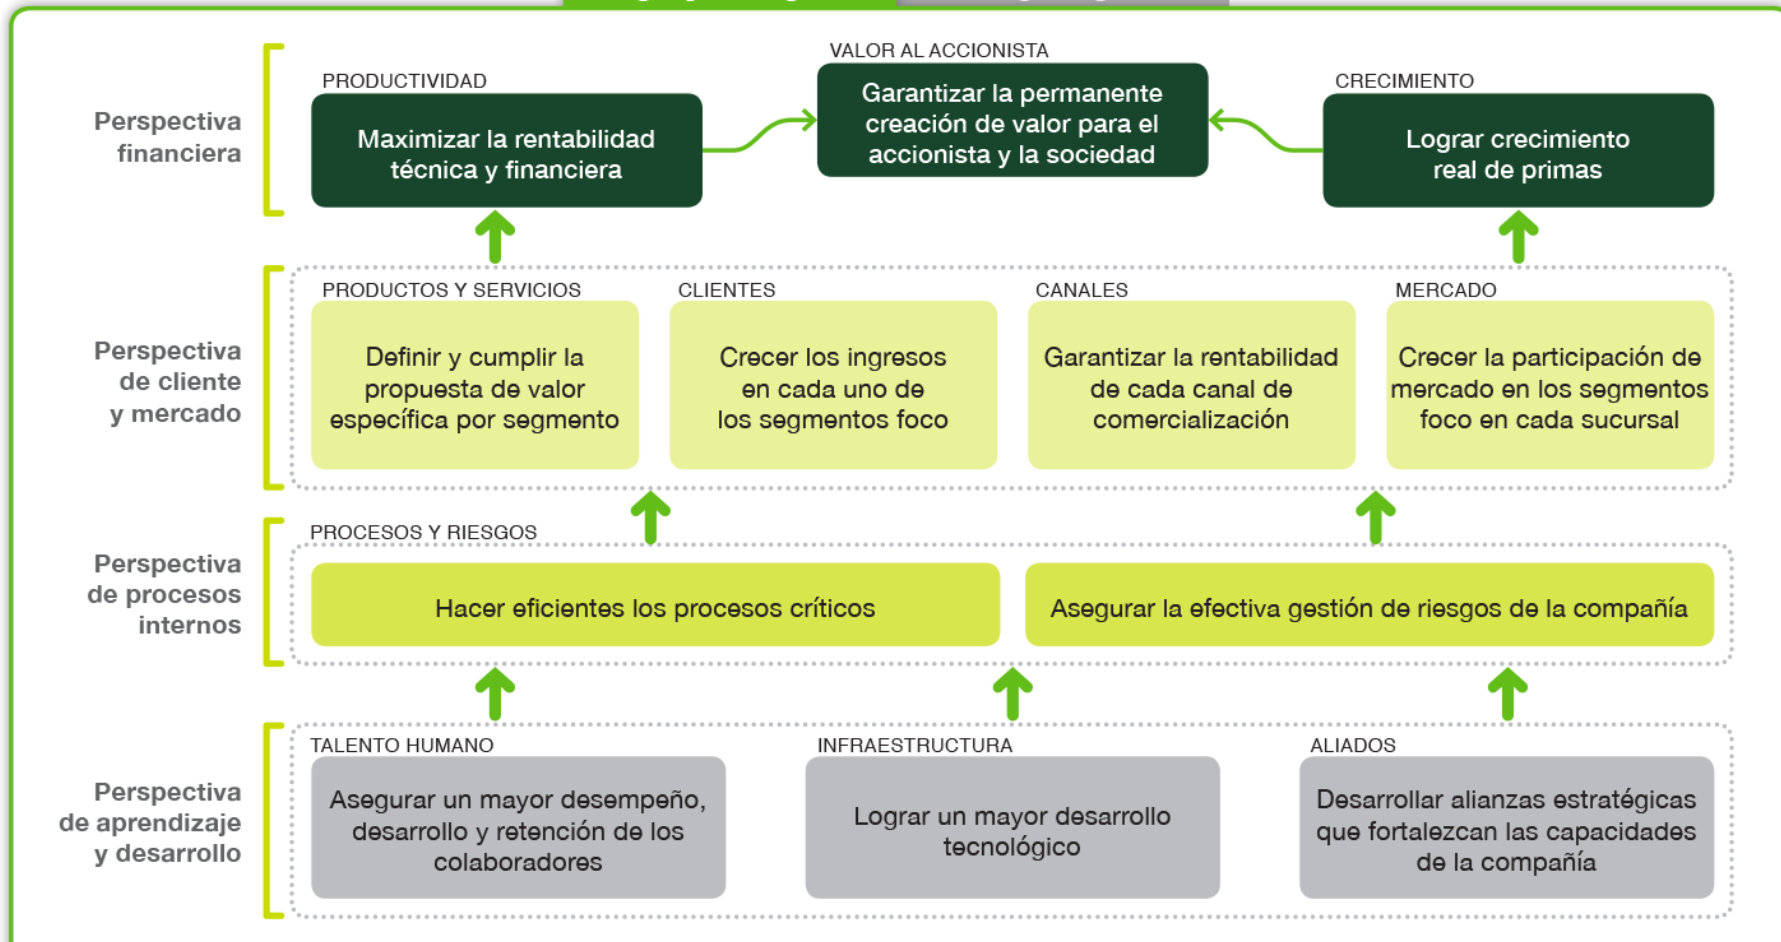 Perspectiva
financiera
PRODUCTIVIDAD
Maximizar la rentabilidad
técnica y financiera
VALOR AL ACCIONISTA
Garantizar la permanente
creación de valor para el
accionista y la sociedad
CRECIMIENTO
Lograr crecimiento
real de primas
Perspectiva
de cliente
y mercado
PRODUCTOS Y SERVICIOS
Definir y cumplir la
propuesta de valor
específica por segmento
CLIENTES
Crecer los ingresos
en cada uno de
los segmentos foco
CANALES
Garantizar la rentabilidad
de cada canal de
comercialización
MERCADO
Crecer la participación de
mercado en los segmentos
foco en cada sucursal
Perspectiva
de procesos
internos
PROCESOS Y RIESGOS
Hacer eficientes los procesos críticos
Asegurar la efectiva gestión de riesgos de la compañía
Perspectiva
de aprendizaje
y desarrollo
TALENTO HUMANO
Asegurar un mayor desempeño,
desarrollo y retención de los
colaboradores
INFRAESTRUCTURA
Lograr un mayor desarrollo
tecnológico
ALIADOS
Desarrollar alianzas estratégicas
que fortalezcan las capacidades
de la compañía